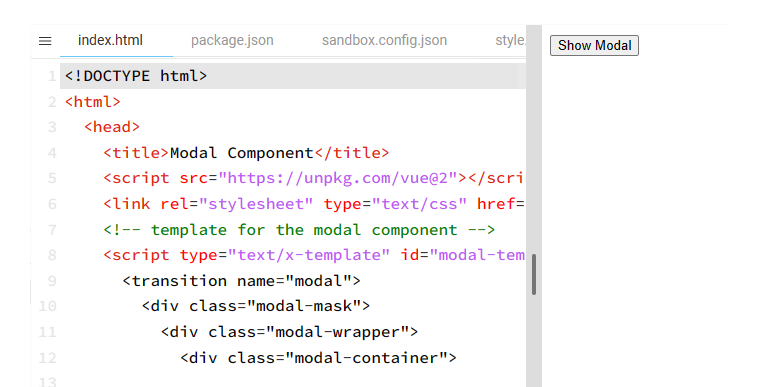 index.html package.json sandbox.config.json style.
Show Modal
1 <!DOCTYPE html>
2 <html>
3 <head>
4 <title>Modal Component</title>
5 <script src="https://unpkg.com/vue@2"></scri
6 <link rel="stylesheet" type="text/css" href=
7 <!-- template for the modal component -->
8 <script type="text/x-template" id="modal-tem
9 <transition name="modal">
10 <div class="modal-mask">
11 <div class="modal-wrapper">
12 <div class="modal-container">
13